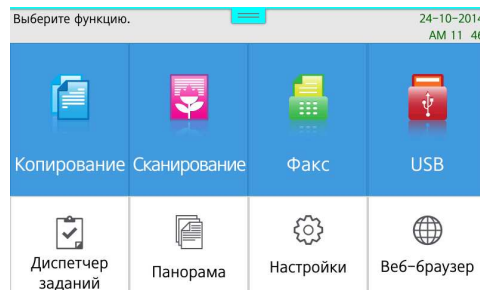 Выберите функцию.
24-10-2014
AM 11 46
Копирование Сканирование Факс USB
Диспетчер заданий
Панорама
Настройки
Веб-браузер